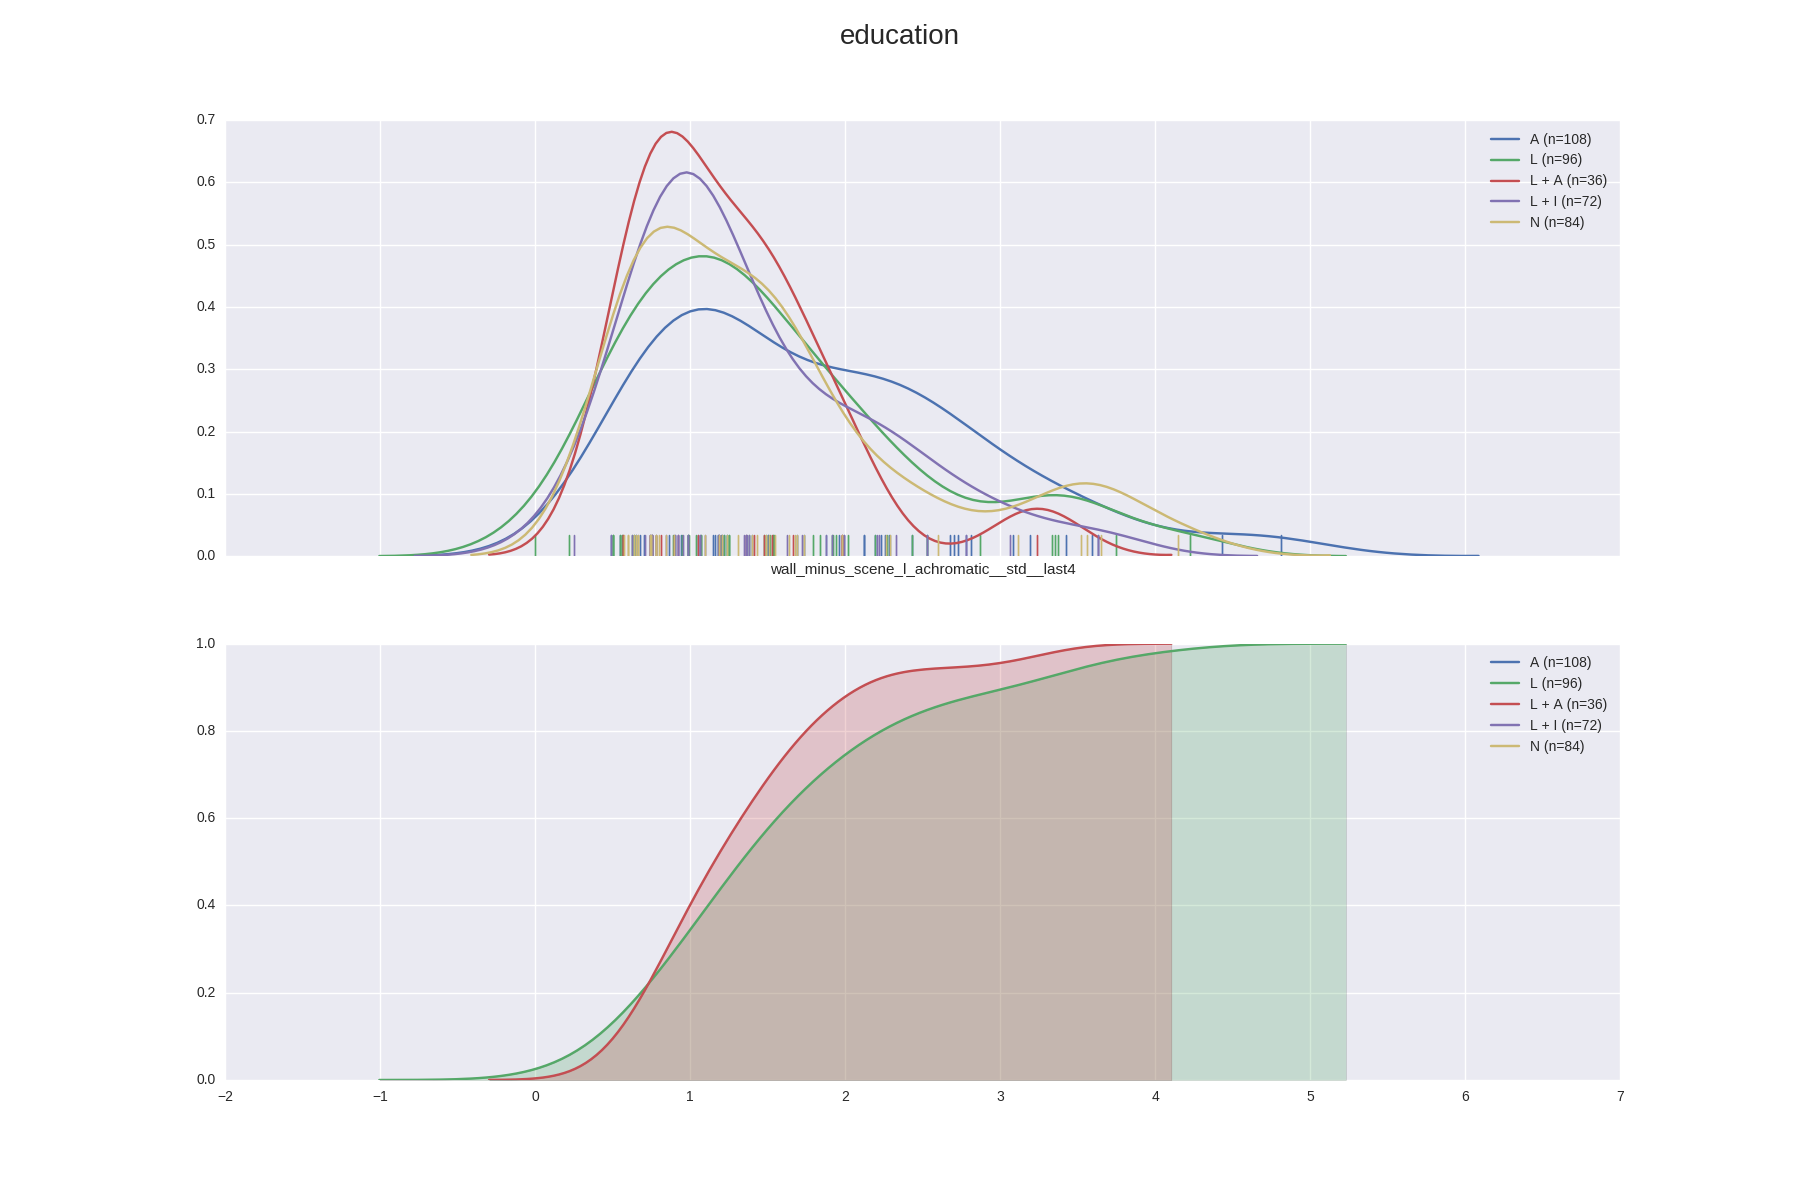 education
0.7
0.6
0.5
0.4
0.3
0.2
0.1
0.0
A (n=108)
L (n=96)
L + A (n=36)
L + I (n=72)
N (n=84)
wall_minus_scene_l_achromatic__std__last4
1.0
0.8
0.6
0.4
0.2
0.0
A (n=108)
L (n=96)
L + A (n=36)
L + I (n=72)
N (n=84)
−2 −1 0 1 2 3 4 5 6 7